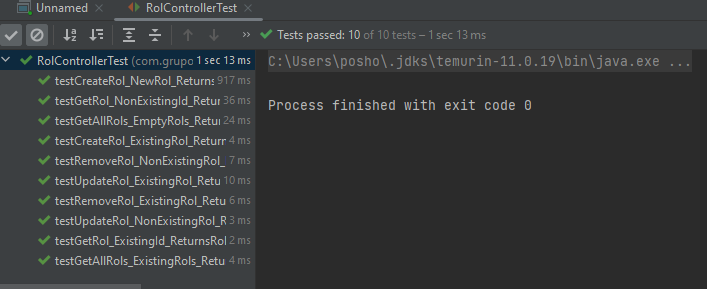 Unnamed × RolControllerTest ×
» Tests passed: 10 of 10 tests – 1 sec 13 ms
RolControllerTest (com.grupo 1 sec 13 ms
testCreateRol_NewRol_Returns 917 ms
testGetRol_NonExistingId_Retur 36 ms
testGetAllRols_EmptyRols_Retur 24 ms
testCreateRol_ExistingRol_Return 4 ms
testRemoveRol_NonExistingRol_ 7 ms
testUpdateRol_ExistingRol_Retu 10 ms
testRemoveRol_ExistingRol_Retu 6 ms
testUpdateRol_NonExistingRol_R 3 ms
testGetRol_ExistingId_ReturnsRol 2 ms
testGetAllRols_ExistingRols_Retu 4 ms
C:\Users\posho\.jdks\temurin-11.0.19\bin\java.exe ...
Process finished with exit code 0